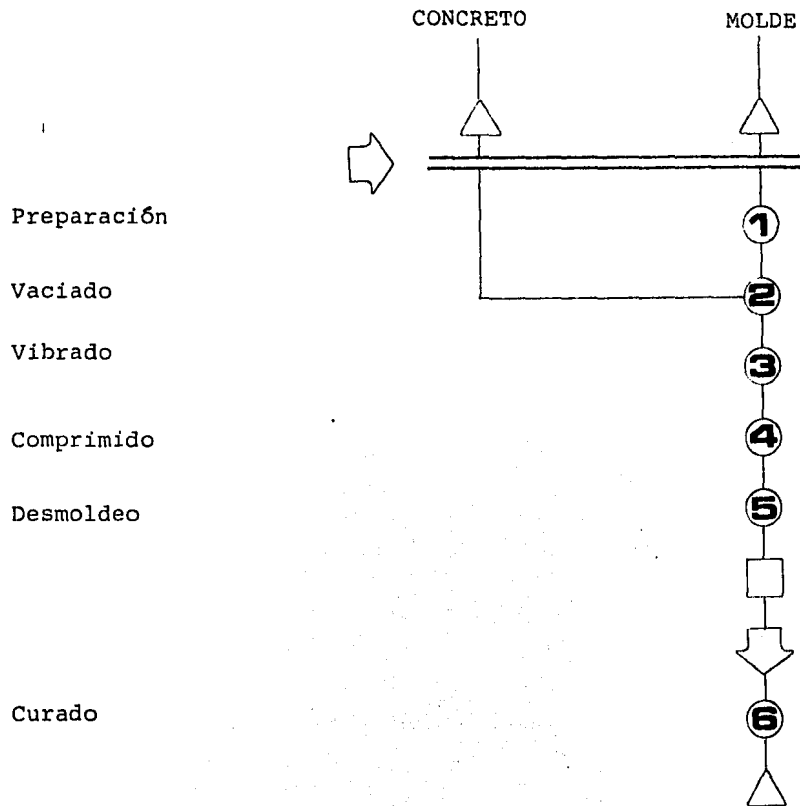 CONCRETO MOLDE
Preparación 1
Vaciado 2
Vibrado 3
Comprimido 4
Desmoldeo 5
Curado 6